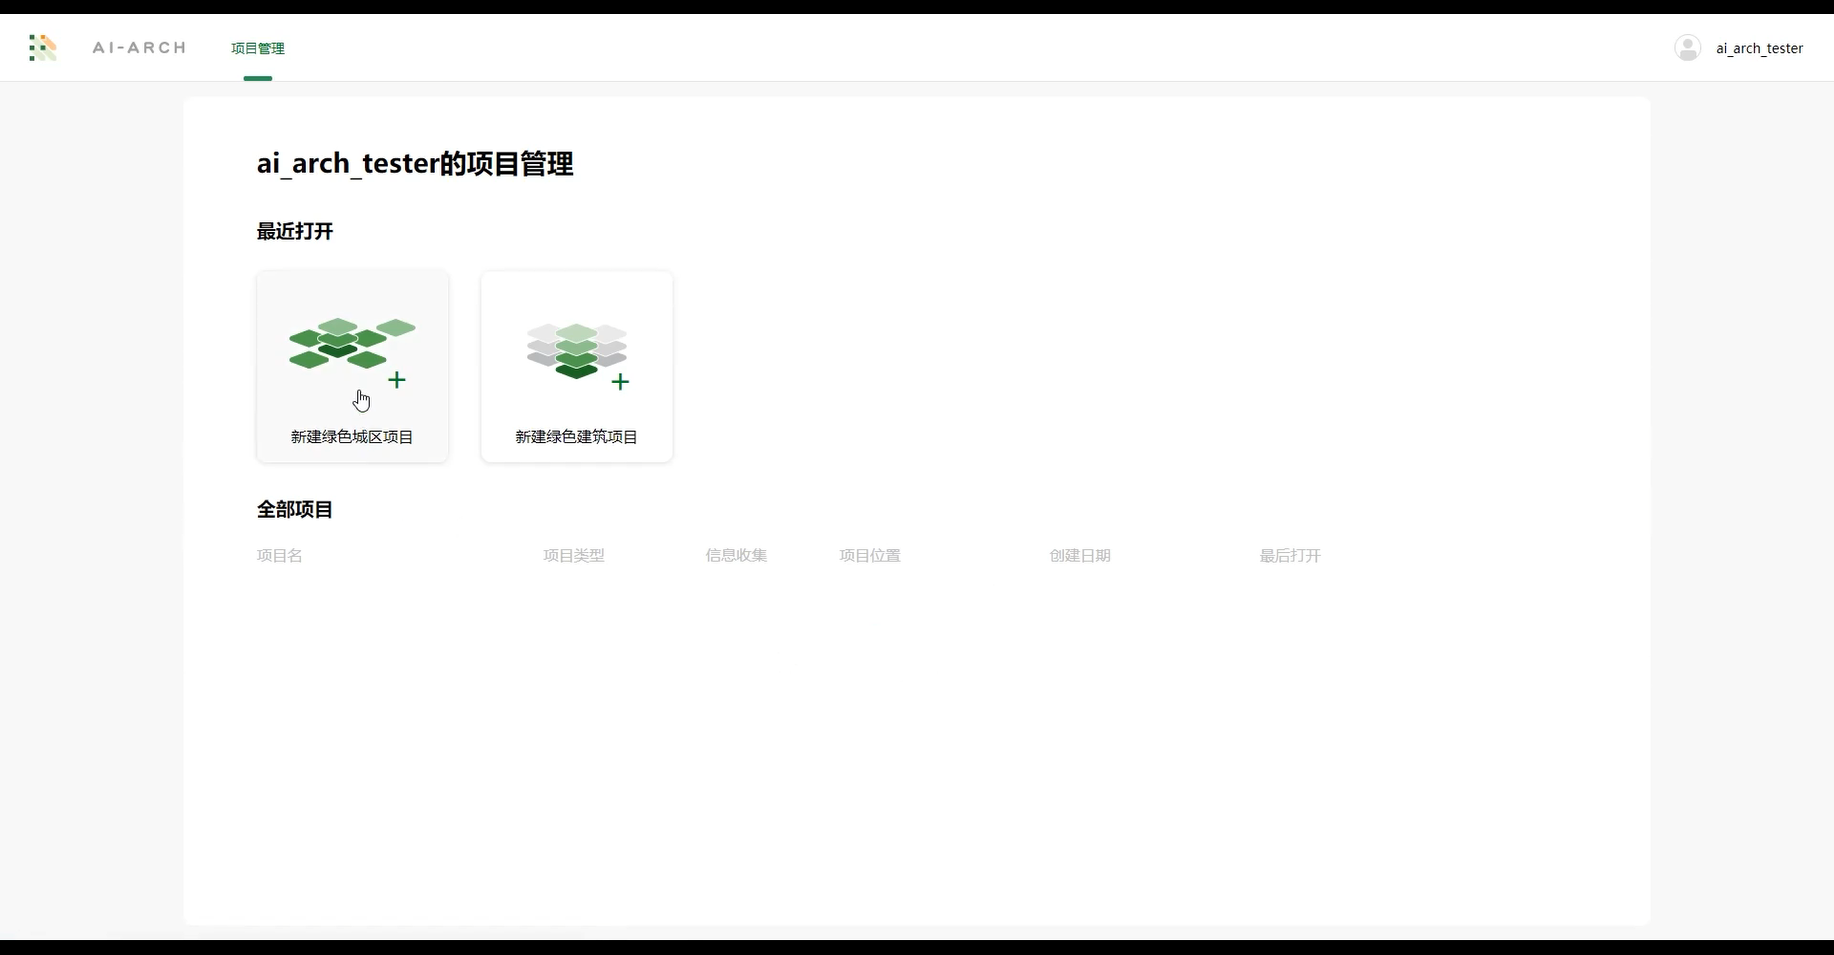 AI-ARCH 项目管理 ai_arch_tester
ai_arch_tester的项目管理
最近打开
新建绿色城区项目 新建绿色建筑项目
全部项目
项目名 项目类型 信息收集 项目位置 创建日期 最后打开